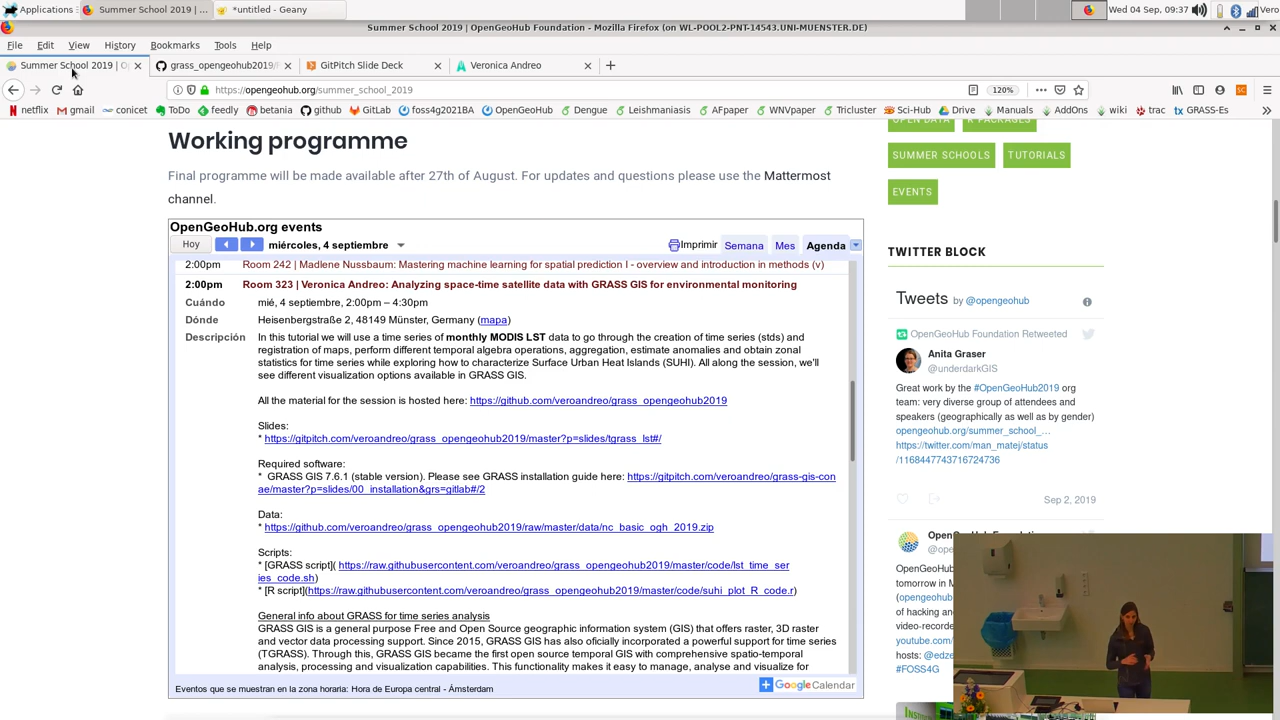 Applications
Summer School 2019 | ...
*untitled - Geany
Wed 04 Sep, 09:37
Vero
Summer School 2019 | OpenGeoHub Foundation - Mozilla Firefox (on WL-POOL2-PNT-14543.UNI-MUENSTER.DE)
File Edit View History Bookmarks Tools Help
Summer School 2019 | O
grass_opengeohub2019/
GitPitch Slide Deck
Veronica Andreo
https://opengeohub.org/summer_school_2019
120%
netflix gmail conicet ToDo feedly betania github GitLab foss4g2021BA OpenGeoHub Dengue Leishmaniasis AFpaper WNVpaper Tricluster Sci-Hub Drive Manuals AddOns wiki trac GRASS-Es
Working programme
Final programme will be made available after 27th of August. For updates and questions please use the Mattermost
channel.
OpenGeoHub.org events
Hoy miércoles, 4 septiembre Imprimir Semana Mes Agenda
2:00pm Room 242 | Madlene Nussbaum: Mastering machine learning for spatial prediction I - overview and introduction in methods (v)
2:00pm Room 323 | Veronica Andreo: Analyzing space-time satellite data with GRASS GIS for environmental monitoring
Cuándo mié, 4 septiembre, 2:00pm – 4:30pm
Dónde Heisenbergstraße 2, 48149 Münster, Germany (mapa)
Descripción In this tutorial we will use a time series of monthly MODIS LST data to go through the creation of time series (stds) and
registration of maps, perform different temporal algebra operations, aggregation, estimate anomalies and obtain zonal
statistics for time series while exploring how to characterize Surface Urban Heat Islands (SUHI). All along the session, we'll
see different visualization options available in GRASS GIS.
All the material for the session is hosted here: https://github.com/veroandreo/grass_opengeohub2019
Slides:
* https://gitpitch.com/veroandreo/grass_opengeohub2019/master?p=slides/tgrass_lst#/
Required software:
* GRASS GIS 7.6.1 (stable version). Please see GRASS installation guide here: https://gitpitch.com/veroandreo/grass-gis-con
ae/master?p=slides/00_installation&grs=gitlab#/2
Data:
* https://github.com/veroandreo/grass_opengeohub2019/raw/master/data/nc_basic_ogh_2019.zip
Scripts:
* [GRASS script]( https://raw.githubusercontent.com/veroandreo/grass_opengeohub2019/master/code/lst_time_ser
ies_code.sh)
* [R script](https://raw.githubusercontent.com/veroandreo/grass_opengeohub2019/master/code/suhi_plot_R_code.r)
General info about GRASS for time series analysis
GRASS GIS is a general purpose Free and Open Source geographic information system (GIS) that offers raster, 3D raster
and vector data processing support. Since 2015, GRASS GIS has also oficially incorporated a powerful support for time series
(TGRASS). Through this, GRASS GIS became the first open source temporal GIS with comprehensive spatio-temporal
analysis, processing and visualization capabilities. This functionality makes it easy to manage, analyse and visualize for
Eventos que se muestran en la zona horaria: Hora de Europa central - Ámsterdam
Google Calendar
OPEN DATA R PACKAGES
SUMMER SCHOOLS TUTORIALS
EVENTS
TWITTER BLOCK
Tweets by @opengeohub
OpenGeoHub Foundation Retweeted
Anita Graser
@underdarkGIS
Great work by the #OpenGeoHub2019 org
team: very diverse group of attendees and
speakers (geographically as well as by gender)
opengeohub.org/summer_school_…
https://twitter.com/man_matej/status
/1168447743716724736
Sep 2, 2019
@ope
OpenGeoH
tomorrow in M
(opengeohub
of hacking an
video-recorde
youtube.com/
hosts: @edze
#FOSS4G